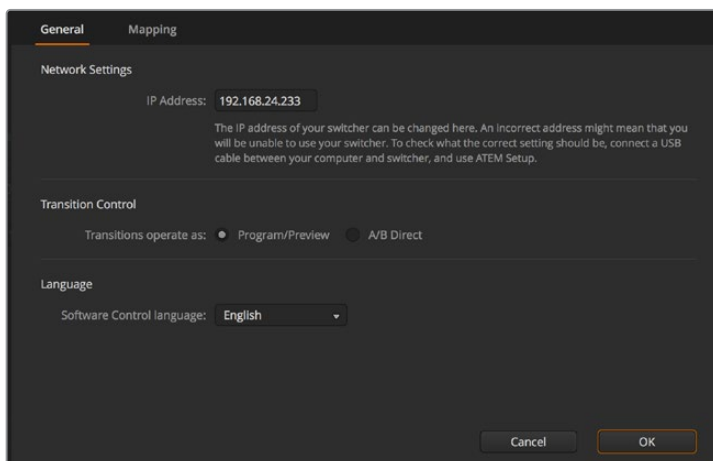 General Mapping
Network Settings
IP Address: 192.168.24.233
The IP address of your switcher can be changed here. An incorrect address might mean that you
will be unable to use your switcher. To check what the correct setting should be, connect a USB
cable between your computer and switcher, and use ATEM Setup.
Transition Control
Transitions operate as: Program/Preview A/B Direct
Language
Software Control language: English
Cancel OK